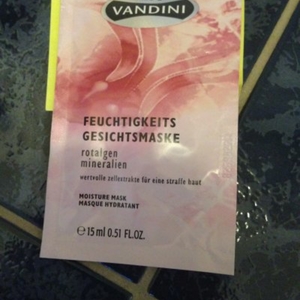 VANDINI
FEUCHTIGKEITS
GESICHTSMASKE
rotalgen
mineralien
wertvolle zellextrakte für eine straffe haut
MOISTURE MASK
MASQUE HYDRATANT
℮ 15 ml 0.51 FL.OZ.